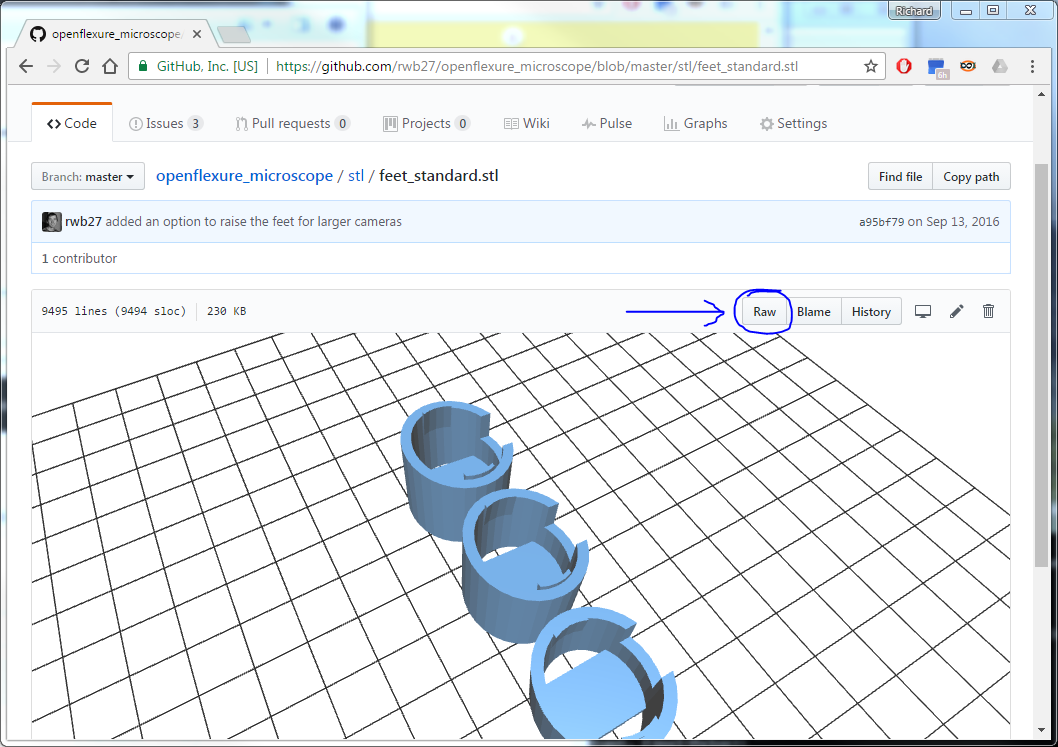 Richard
openflexure_microscope/
GitHub, Inc. [US] https://github.com/rwb27/openflexure_microscope/blob/master/stl/feet_standard.stl
6h
Code Issues 3 Pull requests 0 Projects 0 Wiki Pulse Graphs Settings
Branch: master openflexure_microscope / stl / feet_standard.stl Find file Copy path
rwb27 added an option to raise the feet for larger cameras a95bf79 on Sep 13, 2016
1 contributor
9495 lines (9494 sloc) 230 KB Raw Blame History